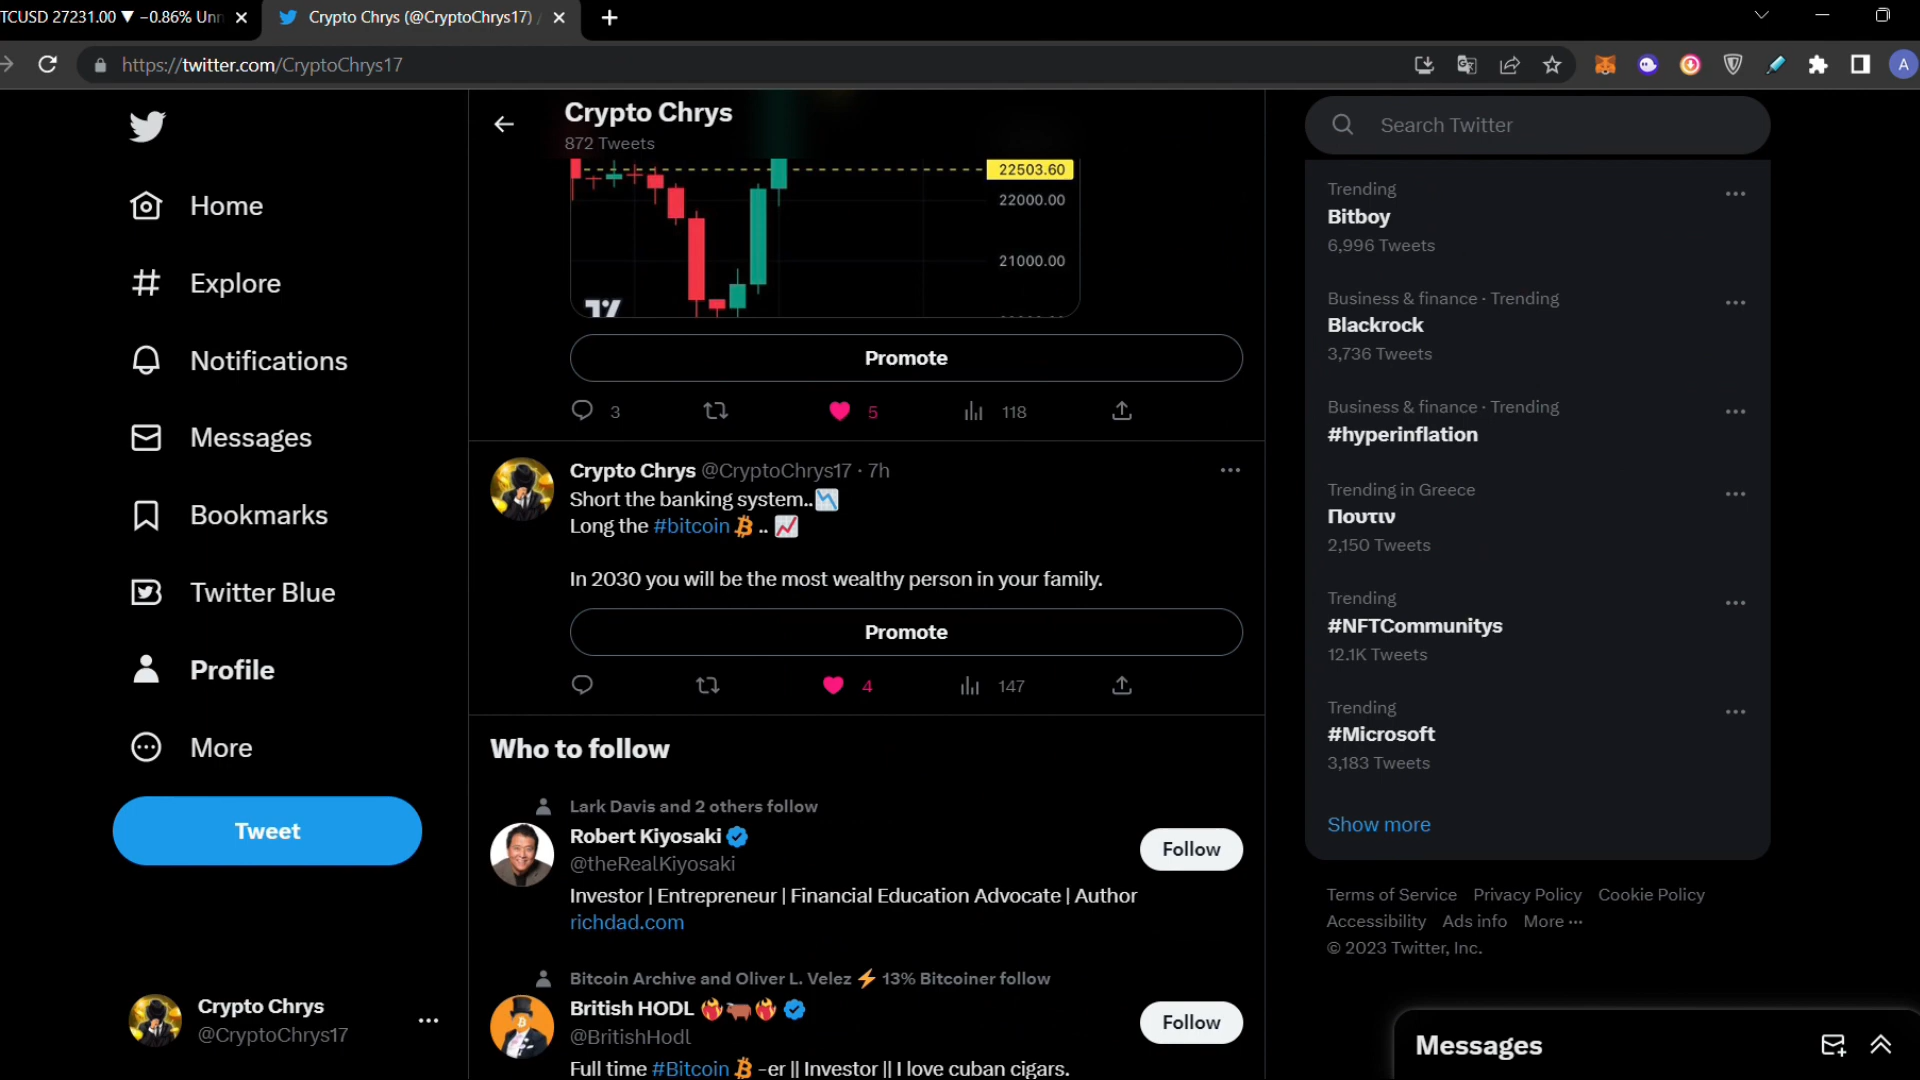 TCUSD 27231.00 ▼ −0.86% Unn
Crypto Chrys (@CryptoChrys17) /
https://twitter.com/CryptoChrys17
A
Home
Explore
Notifications
Messages
Bookmarks
Twitter Blue
Profile
More
Tweet
Crypto Chrys
@CryptoChrys17
Crypto Chrys
872 Tweets
22503.60
22000.00
21000.00
Promote
3
5
118
Crypto Chrys @CryptoChrys17 · 7h
Short the banking system..📉
Long the #bitcoin ₿ .. 📈
In 2030 you will be the most wealthy person in your family.
Promote
4
147
Who to follow
Lark Davis and 2 others follow
Robert Kiyosaki
@theRealKiyosaki
Follow
Investor | Entrepreneur | Financial Education Advocate | Author
richdad.com
Bitcoin Archive and Oliver L. Velez ⚡ 13% Bitcoiner follow
British HODL ❤️‍🔥🐂❤️‍🔥
@BritishHodl
Follow
Full time #Bitcoin ₿ -er || Investor || I love cuban cigars.
Search Twitter
Trending
Bitboy
6,996 Tweets
Business & finance · Trending
Blackrock
3,736 Tweets
Business & finance · Trending
#hyperinflation
Trending in Greece
Πουτιν
2,150 Tweets
Trending
#NFTCommunitys
12.1K Tweets
Trending
#Microsoft
3,183 Tweets
Show more
Terms of Service Privacy Policy Cookie Policy
Accessibility Ads info More ···
© 2023 Twitter, Inc.
Messages